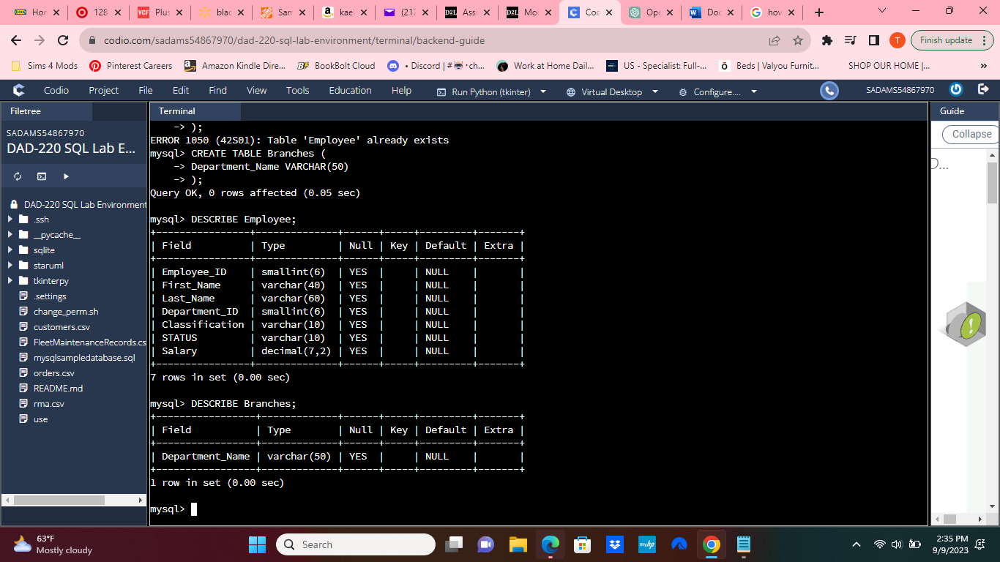 Hor
128
Plus
blac
San
kael
(212
D2L Assi
D2L Mod
Coc
Ope
Doc
how
codio.com/sadams54867970/dad-220-sql-lab-environment/terminal/backend-guide
T
Finish update
Sims 4 Mods
Pinterest Careers
Amazon Kindle Dire...
BookBolt Cloud
• Discord | #
Work at Home Dail...
US - Specialist: Full-...
Beds | Valyou Furnit...
SHOP OUR HOME |...
»
Codio Project File Edit Find View Tools Education Help Run Python (tkinter) Virtual Desktop Configure.... SADAMS54867970
Filetree
Terminal
Guide
SADAMS54867970
DAD-220 SQL Lab E...
DAD-220 SQL Lab Environment
.ssh
__pycache__
sqlite
staruml
tkinterpy
.settings
change_perm.sh
customers.csv
FleetMaintenanceRecords.cs
mysqlsampledatabase.sql
orders.csv
README.md
rma.csv
use
-> );
ERROR 1050 (42S01): Table 'Employee' already exists
mysql> CREATE TABLE Branches (
-> Department_Name VARCHAR(50)
-> );
Query OK, 0 rows affected (0.05 sec)
mysql> DESCRIBE Employee;
+----------------+--------------+------+-----+---------+-------+
| Field | Type | Null | Key | Default | Extra |
+----------------+--------------+------+-----+---------+-------+
| Employee_ID | smallint(6) | YES | | NULL | |
| First_Name | varchar(40) | YES | | NULL | |
| Last_Name | varchar(60) | YES | | NULL | |
| Department_ID | smallint(6) | YES | | NULL | |
| Classification | varchar(10) | YES | | NULL | |
| STATUS | varchar(10) | YES | | NULL | |
| Salary | decimal(7,2) | YES | | NULL | |
+----------------+--------------+------+-----+---------+-------+
7 rows in set (0.00 sec)
mysql> DESCRIBE Branches;
+-----------------+-------------+------+-----+---------+-------+
| Field | Type | Null | Key | Default | Extra |
+-----------------+-------------+------+-----+---------+-------+
| Department_Name | varchar(50) | YES | | NULL | |
+-----------------+-------------+------+-----+---------+-------+
1 row in set (0.00 sec)
mysql>
Collapse
D...
63°F
Mostly cloudy
Search
myhp
2:35 PM
9/9/2023